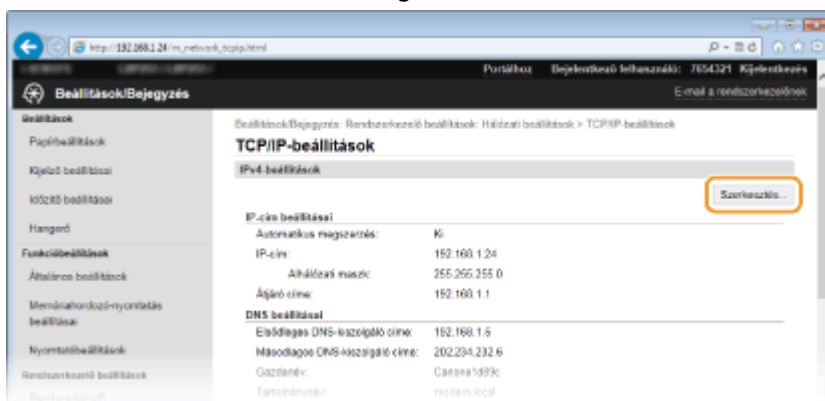 http://192.168.1.24/m_network_tcpip.html
Portálhoz Bejelentkező felhasználó: 7654321 Kijelentkezés
Beállítások/Bejegyzés
E-mail a rendszerkezelőnek
Beállítások
Papírbeállítások
Kijelző beállításai
Időzítő beállításai
Hangerő
Funkcióbeállítások
Általános beállítások
Memóriahordozó-nyomtatás
beállításai
Nyomtatóbeállítások
Rendszerkezelő beállítások
Beállítások/Bejegyzés: Rendszerkezelő beállítások: Hálózati beállítások > TCP/IP-beállítások
TCP/IP-beállítások
IPv4-beállítások
Szerkesztés...
IP-cím beállításai
Automatikus megszerzés: Ki
IP-cím: 192.168.1.24
Alhálózati maszk: 255.255.255.0
Átjáró címe: 192.168.1.1
DNS beállításai
Elsődleges DNS-kiszolgáló címe: 192.168.1.6
Másodlagos DNS-kiszolgáló címe: 202.234.232.6
Gazdanév: Canona1d89c
Tartománynév: modern.local